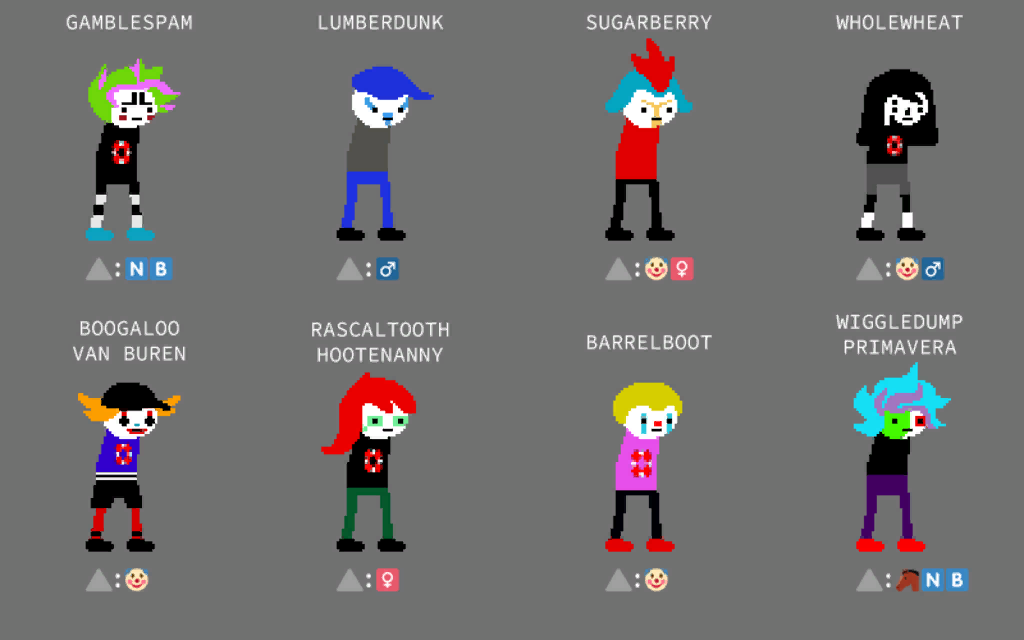 GAMBLESPAM
LUMBERDUNK
SUGARBERRY
WHOLEWHEAT
: N B
: ♂
: 🤡 ♀
: 🤡 ♂
BOOGALOO
VAN BUREN
RASCALTOOTH
HOOTENANNY
BARRELBOOT
WIGGLEDUMP
PRIMAVERA
: 🤡
: ♀
: 🤡
: 🐴 N B